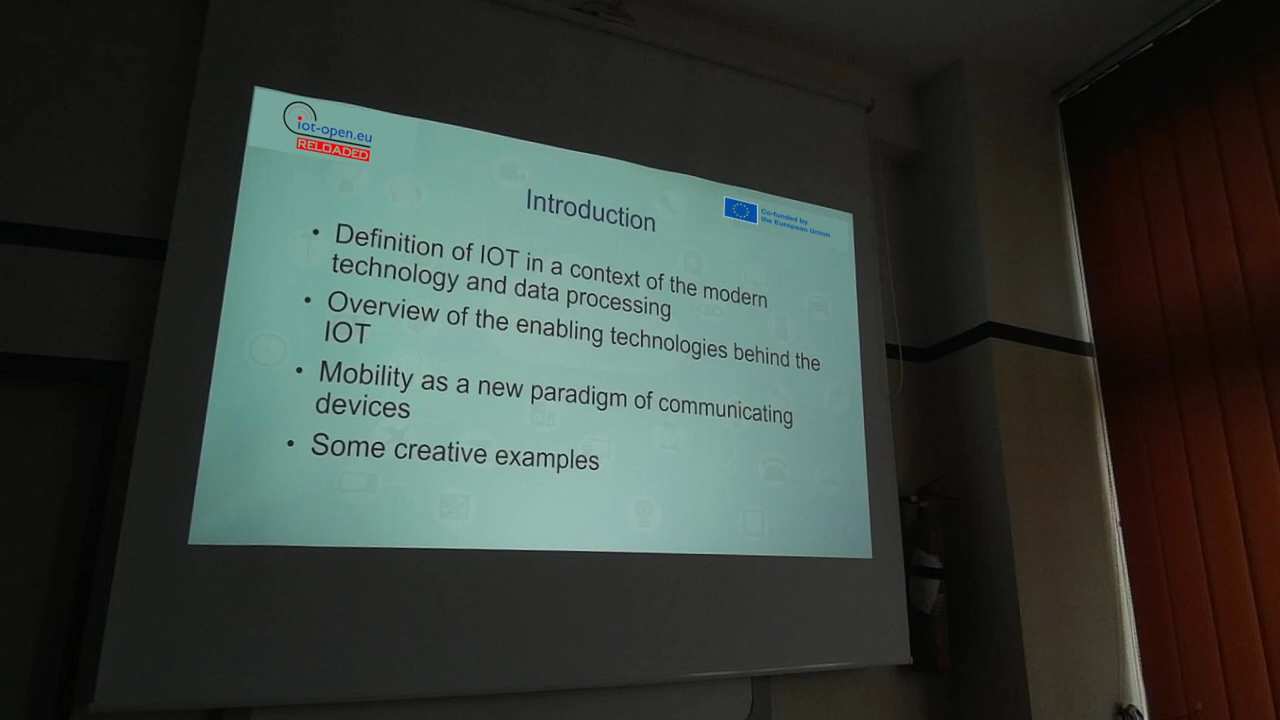 iot-open.eu
RELOADED
Introduction
Co-funded by
the European Union
• Definition of IOT in a context of the modern
technology and data processing
• Overview of the enabling technologies behind the
IOT
• Mobility as a new paradigm of communicating
devices
• Some creative examples